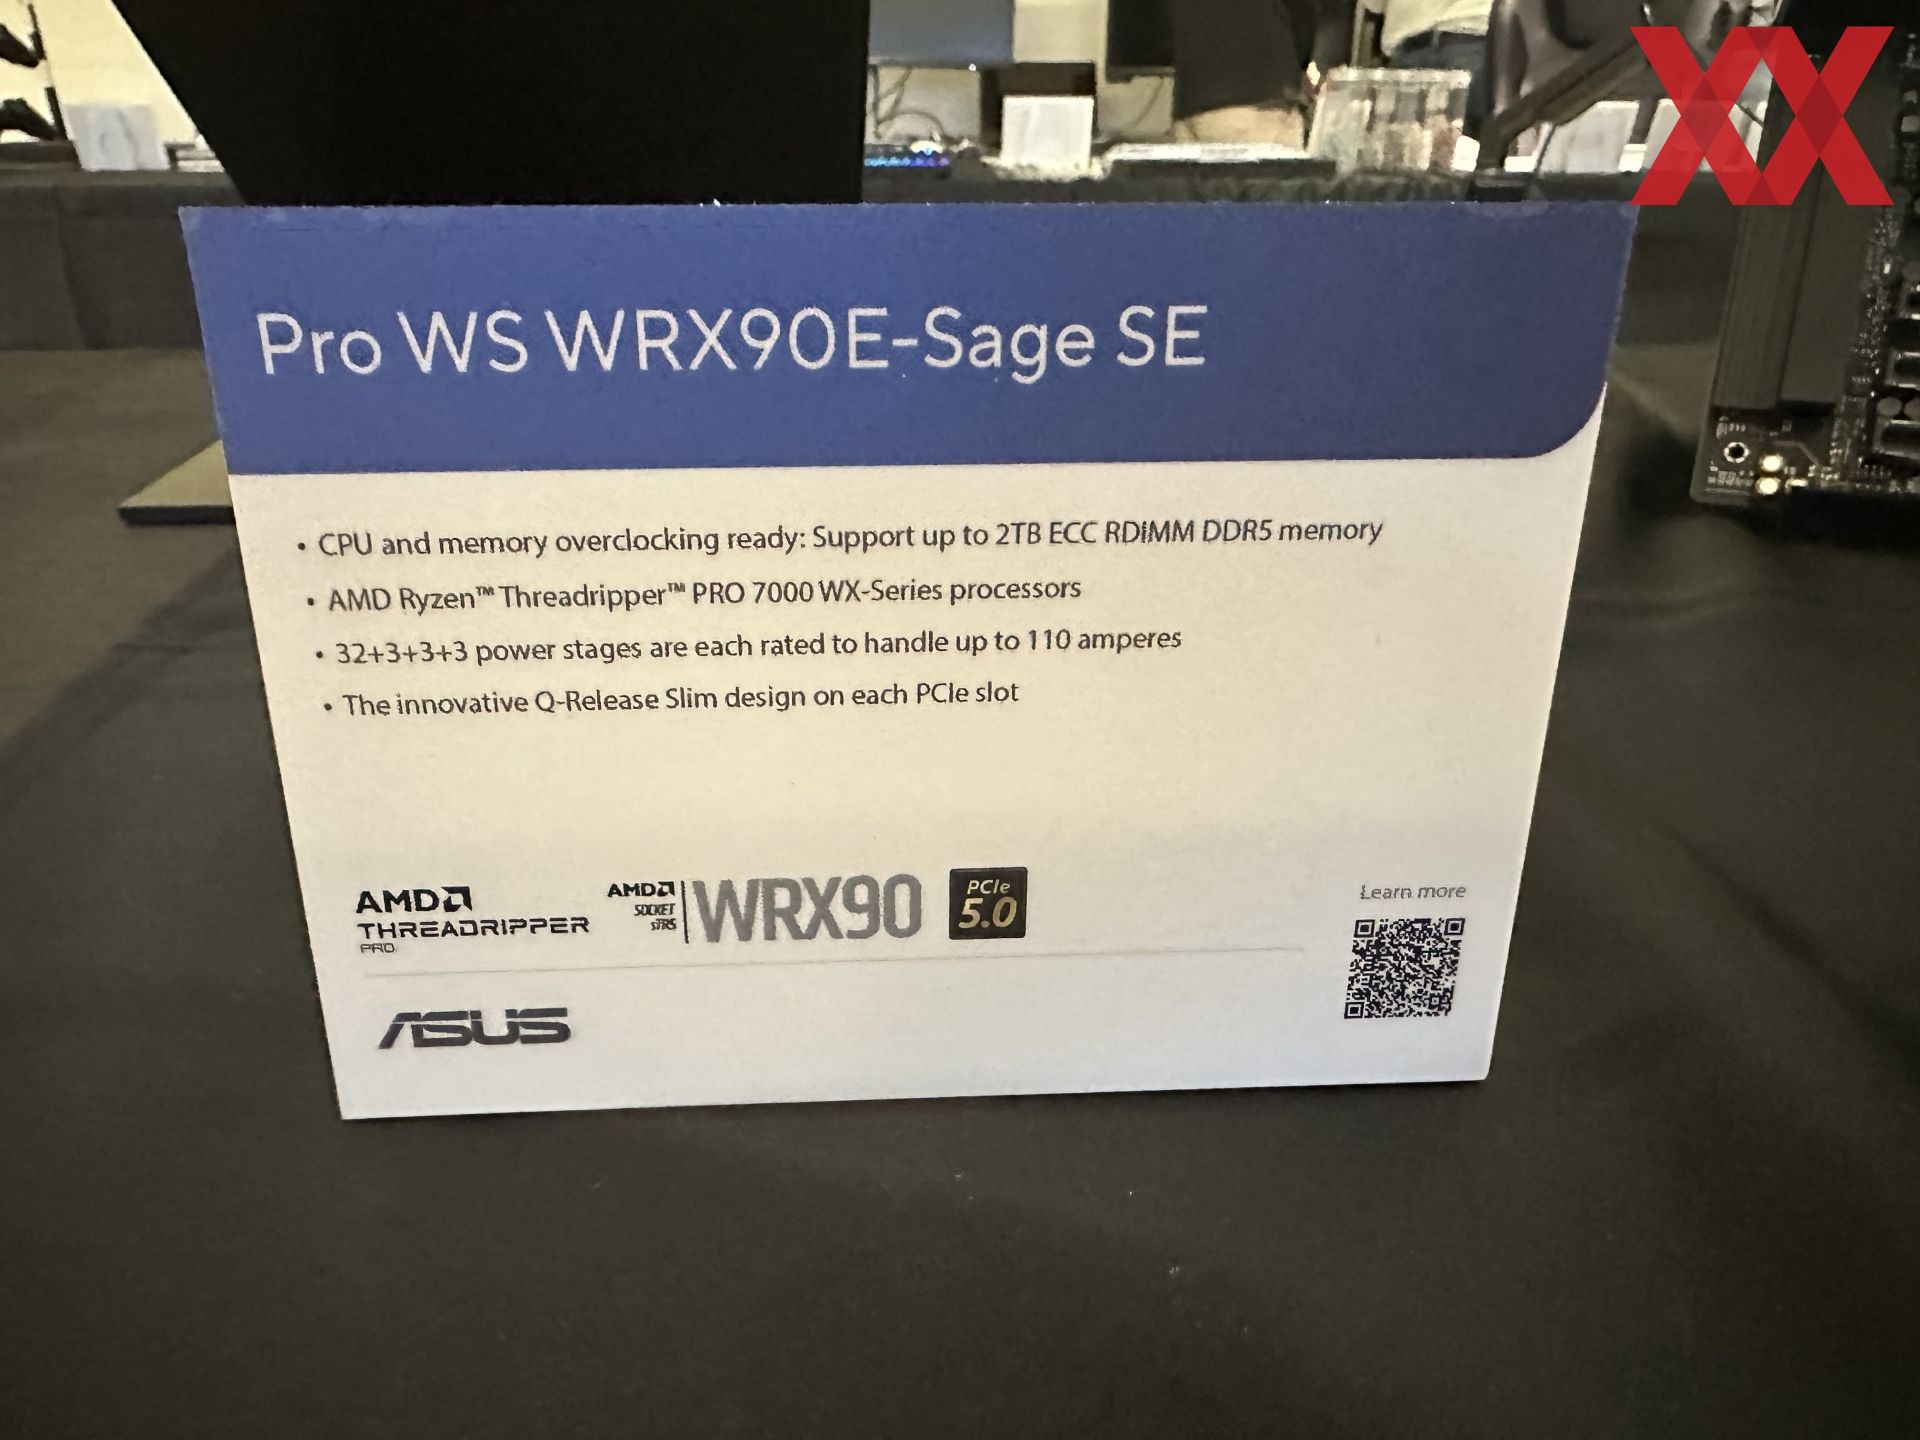 Pro WS WRX90E-Sage SE
• CPU and memory overclocking ready: Support up to 2TB ECC RDIMM DDR5 memory
• AMD Ryzen™ Threadripper™ PRO 7000 WX-Series processors
• 32+3+3+3 power stages are each rated to handle up to 110 amperes
• The innovative Q-Release Slim design on each PCIe slot
AMD
THREADRIPPER
PRO
AMD
SOCKET
sTR5
WRX90
PCIe
5.0
Learn more
ASUS